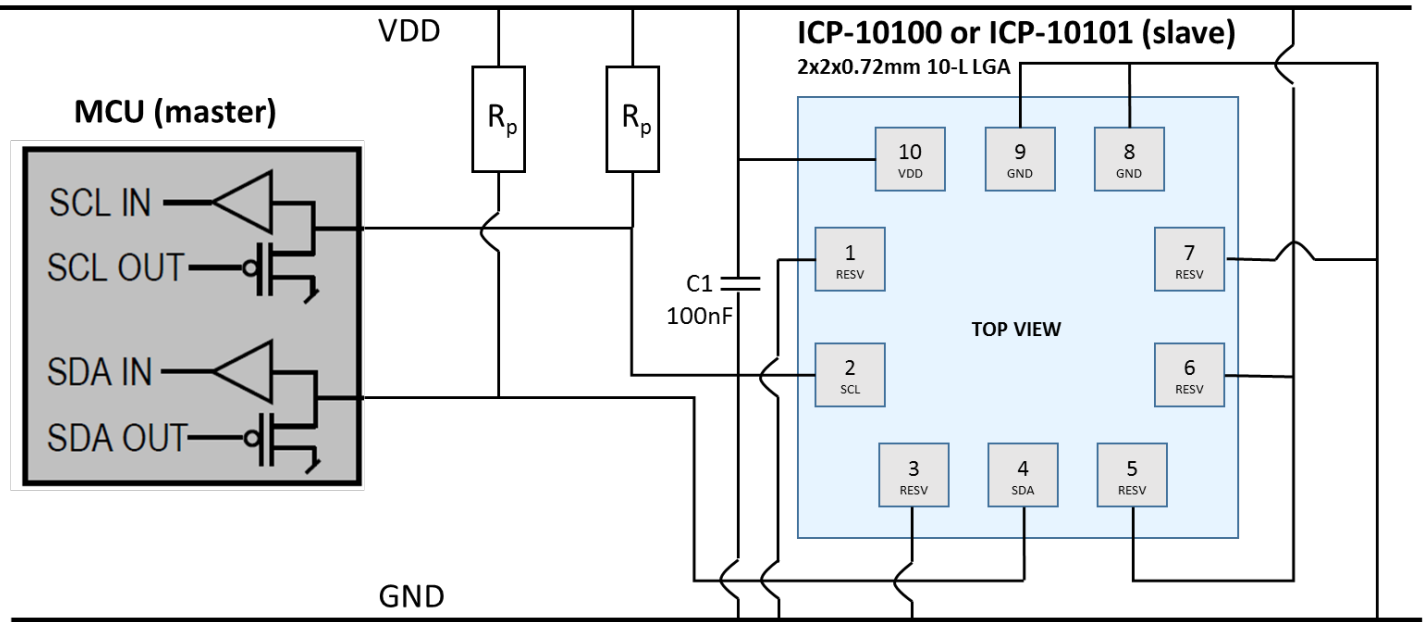 VDD
ICP-10100 or ICP-10101 (slave)
2x2x0.72mm 10-L LGA
MCU (master)
Rp
Rp
10
VDD
9
GND
8
GND
SCL IN
SCL OUT
1
RESV
7
RESV
C1
100nF
TOP VIEW
SDA IN
SDA OUT
2
SCL
6
RESV
3
RESV
4
SDA
5
RESV
GND